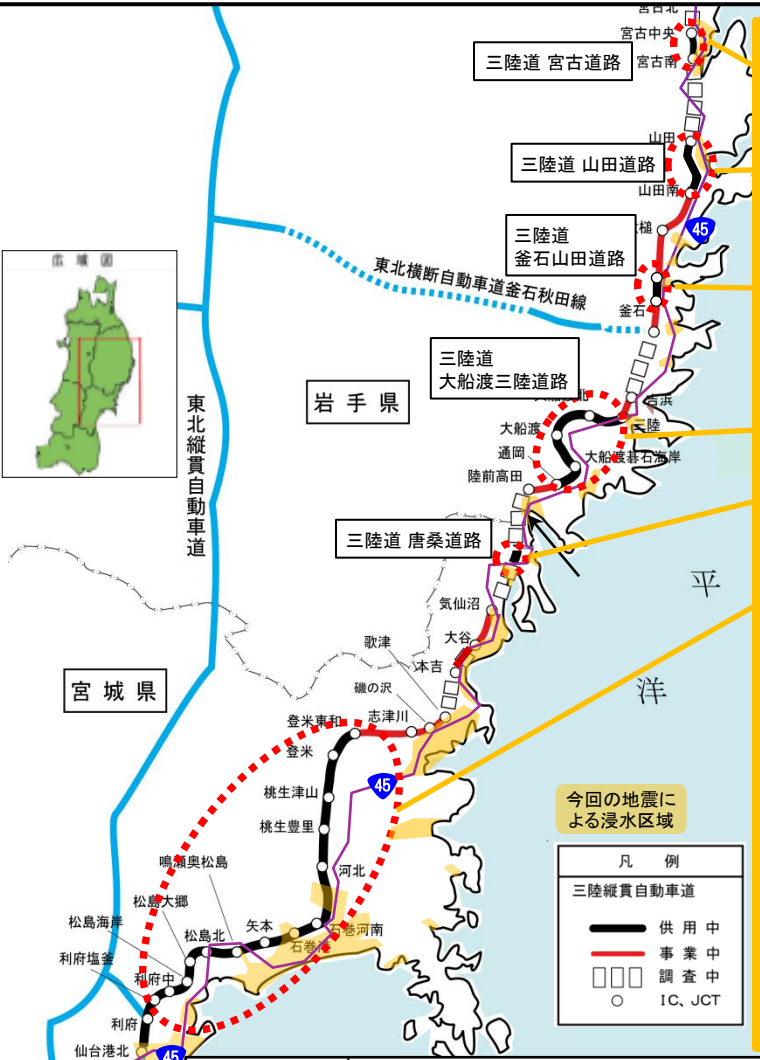 宮古北
宮古中央
宮古南
三陸道 宮古道路
山田
三陸道 山田道路
山田南
槌
45
三陸道
釜石山田道路
東北横断自動車道釜石秋田線
釜石
広域図
三陸道
大船渡三陸道路
岩手県
東北縦貫自動車道
吉浜
三陸
大船渡
大船渡碁石海岸
通岡
陸前高田
三陸道 唐桑道路
平
洋
気仙沼
大谷
歌津
本吉
宮城県
磯の沢
志津川
登米東和
登米
45
桃生津山
桃生豊里
今回の地震に
よる浸水区域
鳴瀬奥松島
河北
松島大郷
松島海岸
松島北
矢本
石巻河南
石巻港
利府塩釜
利府中
利府
仙台港北
45
凡例
三陸縦貫自動車道
供用中
事業中
調査中
IC、JCT